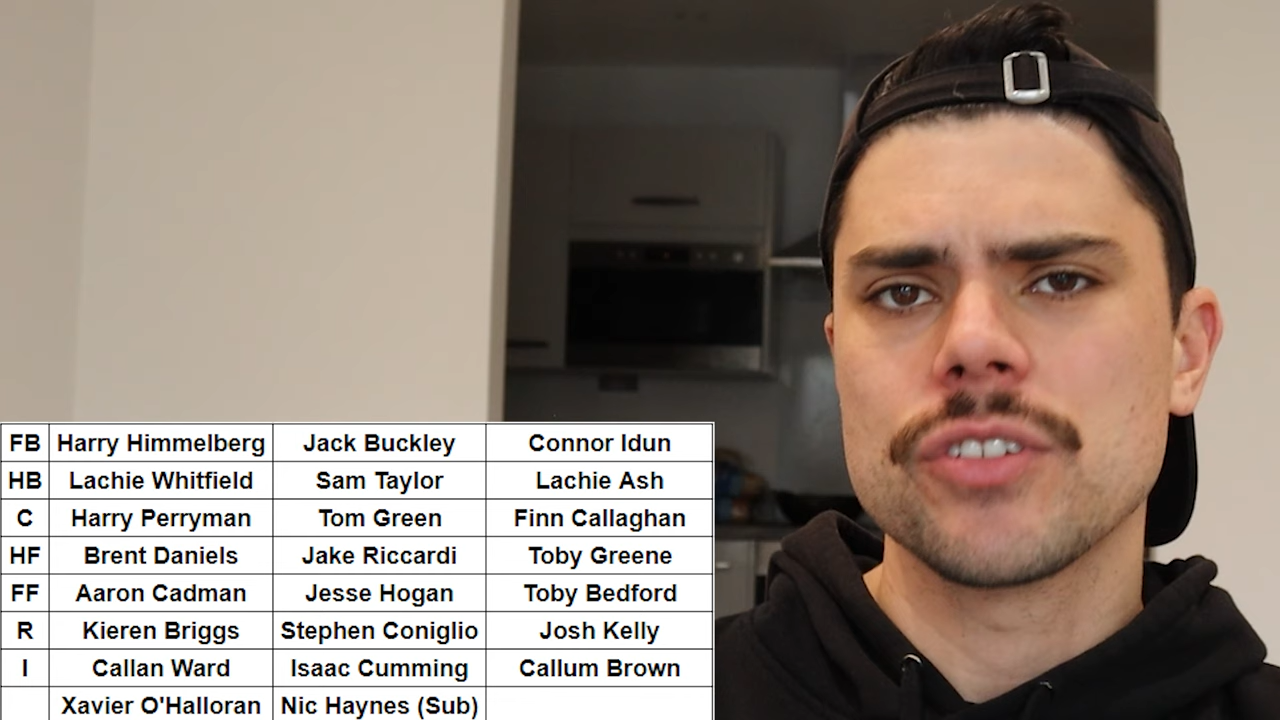 FB Harry Himmelberg Jack Buckley Connor Idun
HB Lachie Whitfield Sam Taylor Lachie Ash
C Harry Perryman Tom Green Finn Callaghan
HF Brent Daniels Jake Riccardi Toby Greene
FF Aaron Cadman Jesse Hogan Toby Bedford
R Kieren Briggs Stephen Coniglio Josh Kelly
I Callan Ward Isaac Cumming Callum Brown
Xavier O'Halloran Nic Haynes (Sub)